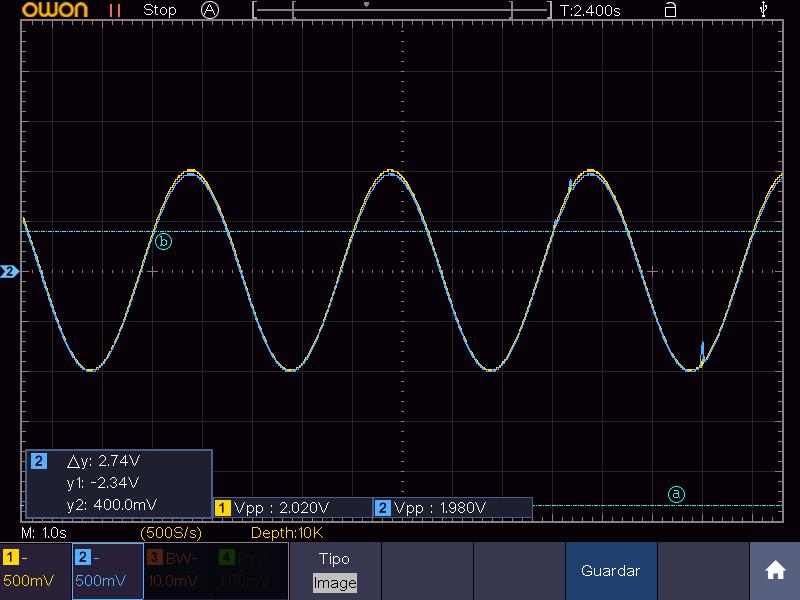 OWON Stop A T:2.400s
b
2
a
2 △y: 2.74V
y1: -2.34V
y2: 400.0mV
1 Vpp : 2.020V 2 Vpp : 1.980V
M: 1.0s (500S/s) Depth:10K
1 - 2 - 3 BW- 4 BW- Tipo
500mV 500mV 10.0mV 1.00mV Image
Guardar